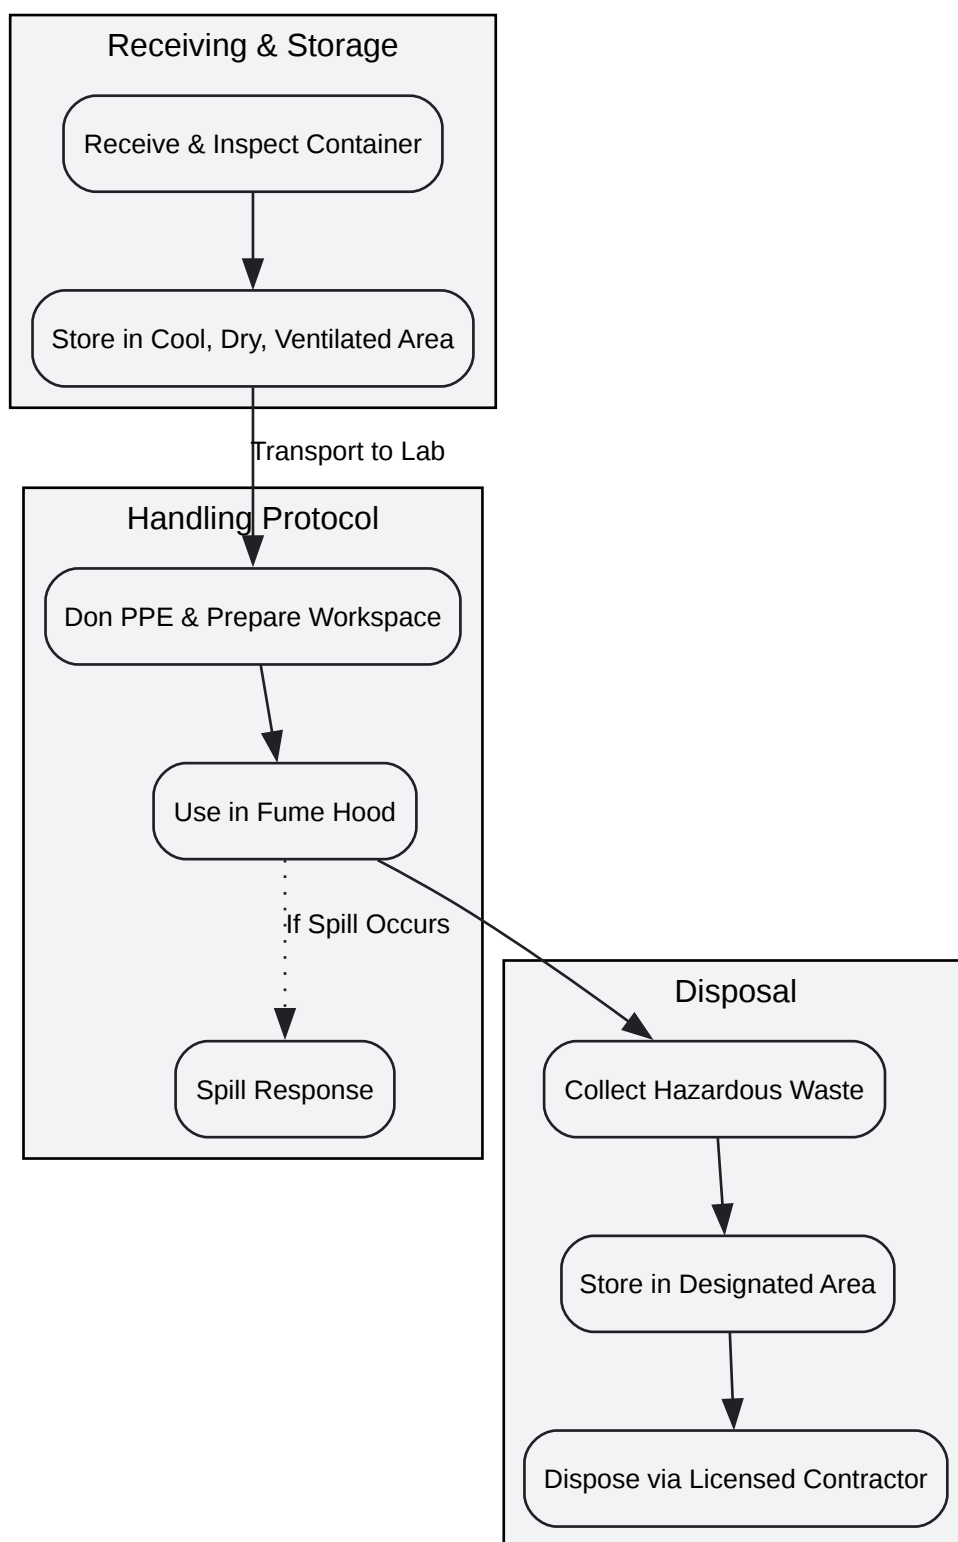 Receiving & Storage
Receive & Inspect Container
Store in Cool, Dry, Ventilated Area
Transport to Lab
Handling Protocol
Don PPE & Prepare Workspace
Use in Fume Hood
If Spill Occurs
Spill Response
Disposal
Collect Hazardous Waste
Store in Designated Area
Dispose via Licensed Contractor